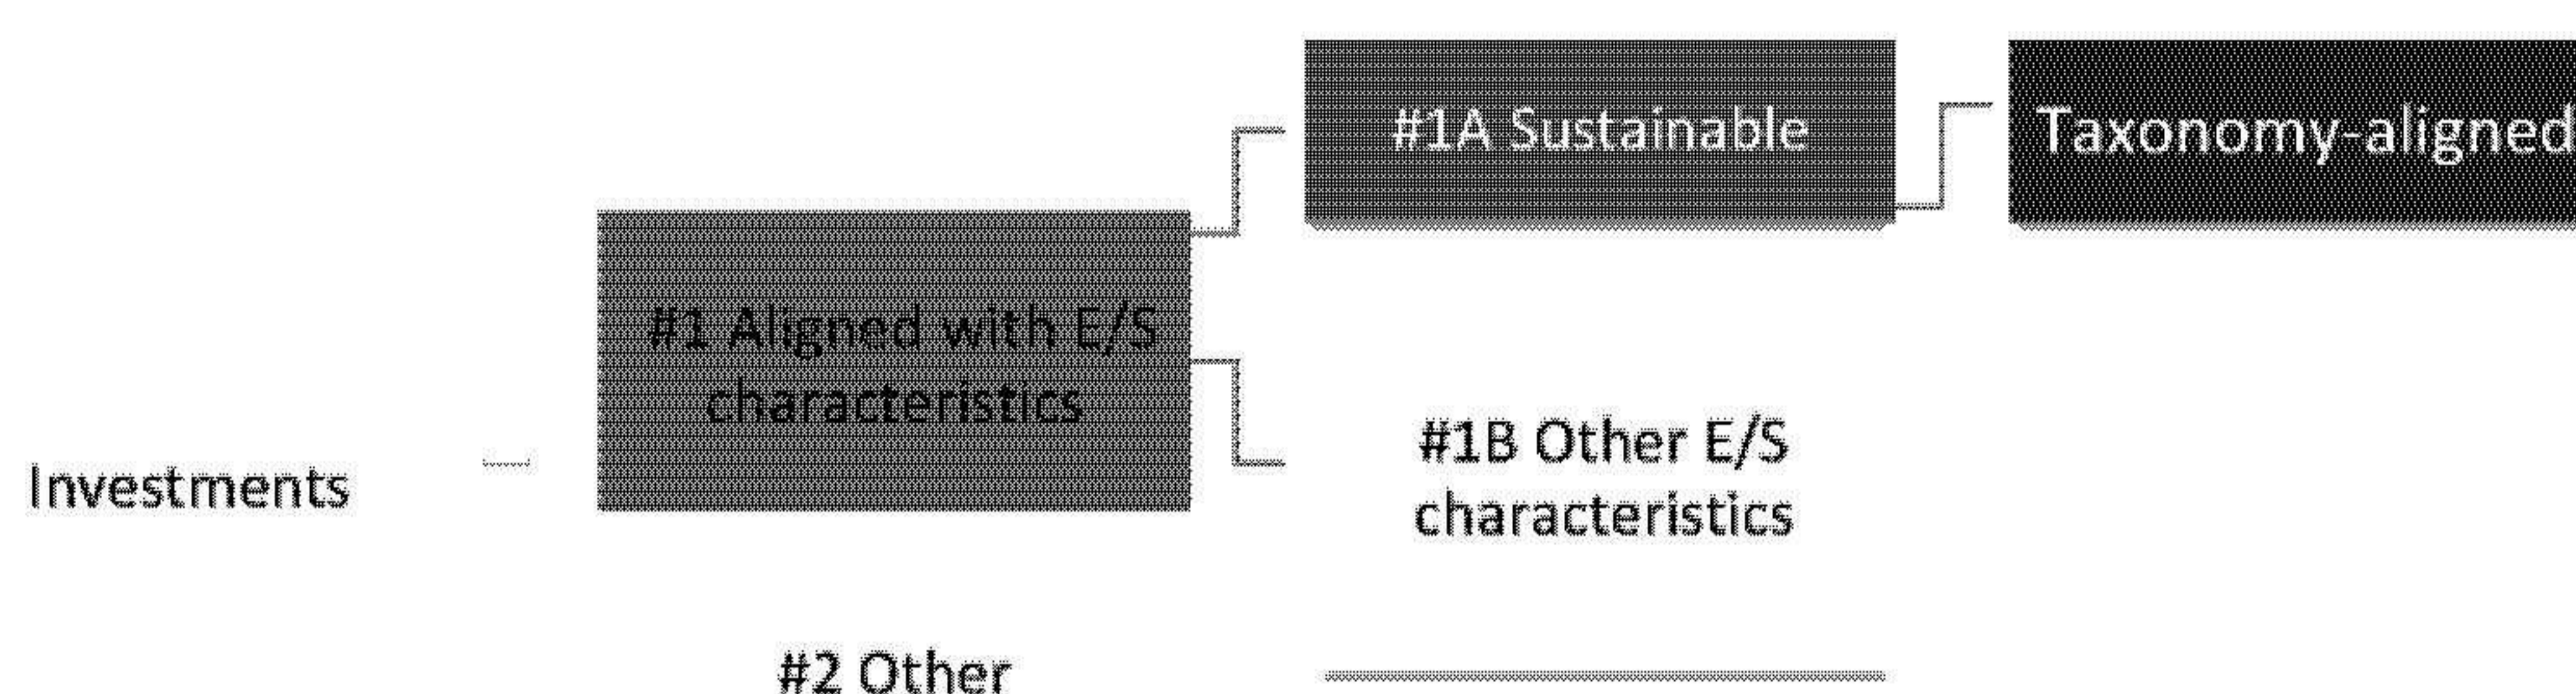 #1A Sustainable
Taxonomy-aligned
#1 Aligned with E/S
characteristics
#1B Other E/S
characteristics
Investments
#2 Other